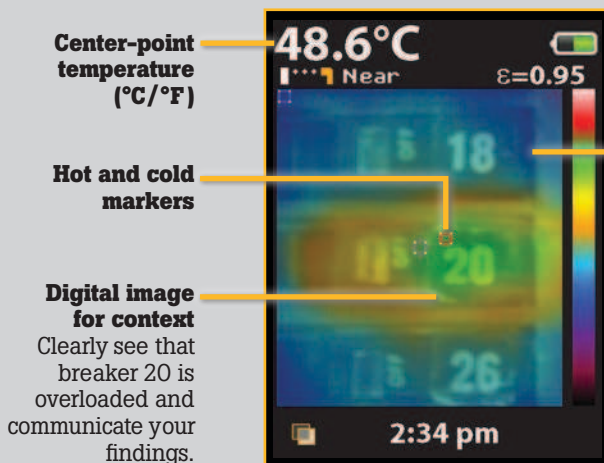 Center-point
temperature
(°C/°F)
Hot and cold
markers
Digital image
for context
Clearly see that
breaker 20 is
overloaded and
communicate your
findings.
48.6°C
Near
ε=0.95
18
20
26
2:34 pm